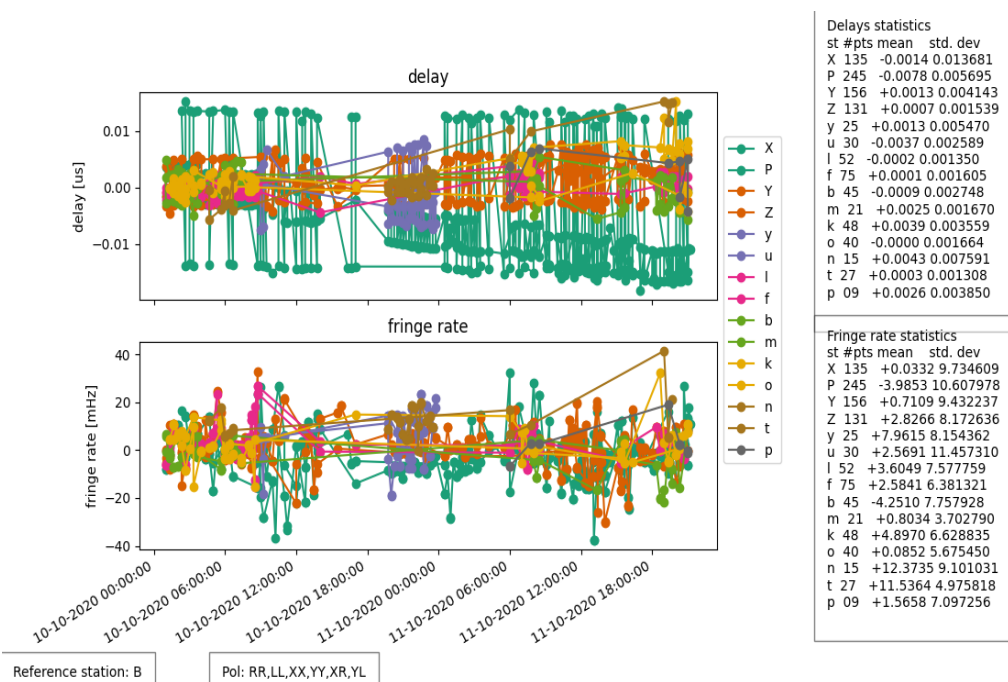 delay
0.01
0.00
−0.01
delay [us]
fringe rate
40
20
0
−20
−40
fringe rate [mHz]
10-10-2020 00:00:00
10-10-2020 06:00:00
10-10-2020 12:00:00
10-10-2020 18:00:00
11-10-2020 00:00:00
11-10-2020 06:00:00
11-10-2020 12:00:00
11-10-2020 18:00:00
X
P
Y
Z
y
u
l
f
b
m
k
o
n
t
p
Delays statistics
st #pts mean std. dev
X 135 -0.0014 0.013681
P 245 -0.0078 0.005695
Y 156 +0.0013 0.004143
Z 131 +0.0007 0.001539
y 25 +0.0013 0.005470
u 30 -0.0037 0.002589
l 52 -0.0002 0.001350
f 75 +0.0001 0.001605
b 45 -0.0009 0.002748
m 21 +0.0025 0.001670
k 48 +0.0039 0.003559
o 40 -0.0000 0.001664
n 15 +0.0043 0.007591
t 27 +0.0003 0.001308
p 09 +0.0026 0.003850
Fringe rate statistics
st #pts mean std. dev
X 135 +0.0332 9.734609
P 245 -3.9853 10.607978
Y 156 +0.7109 9.432237
Z 131 +2.8266 8.172636
y 25 +7.9615 8.154362
u 30 +2.5691 11.457310
l 52 +3.6049 7.577759
f 75 +2.5841 6.381321
b 45 -4.2510 7.757928
m 21 +0.8034 3.702790
k 48 +4.8970 6.628835
o 40 +0.0852 5.675450
n 15 +12.3735 9.101031
t 27 +11.5364 4.975818
p 09 +1.5658 7.097256
Reference station: B
Pol: RR,LL,XX,YY,XR,YL